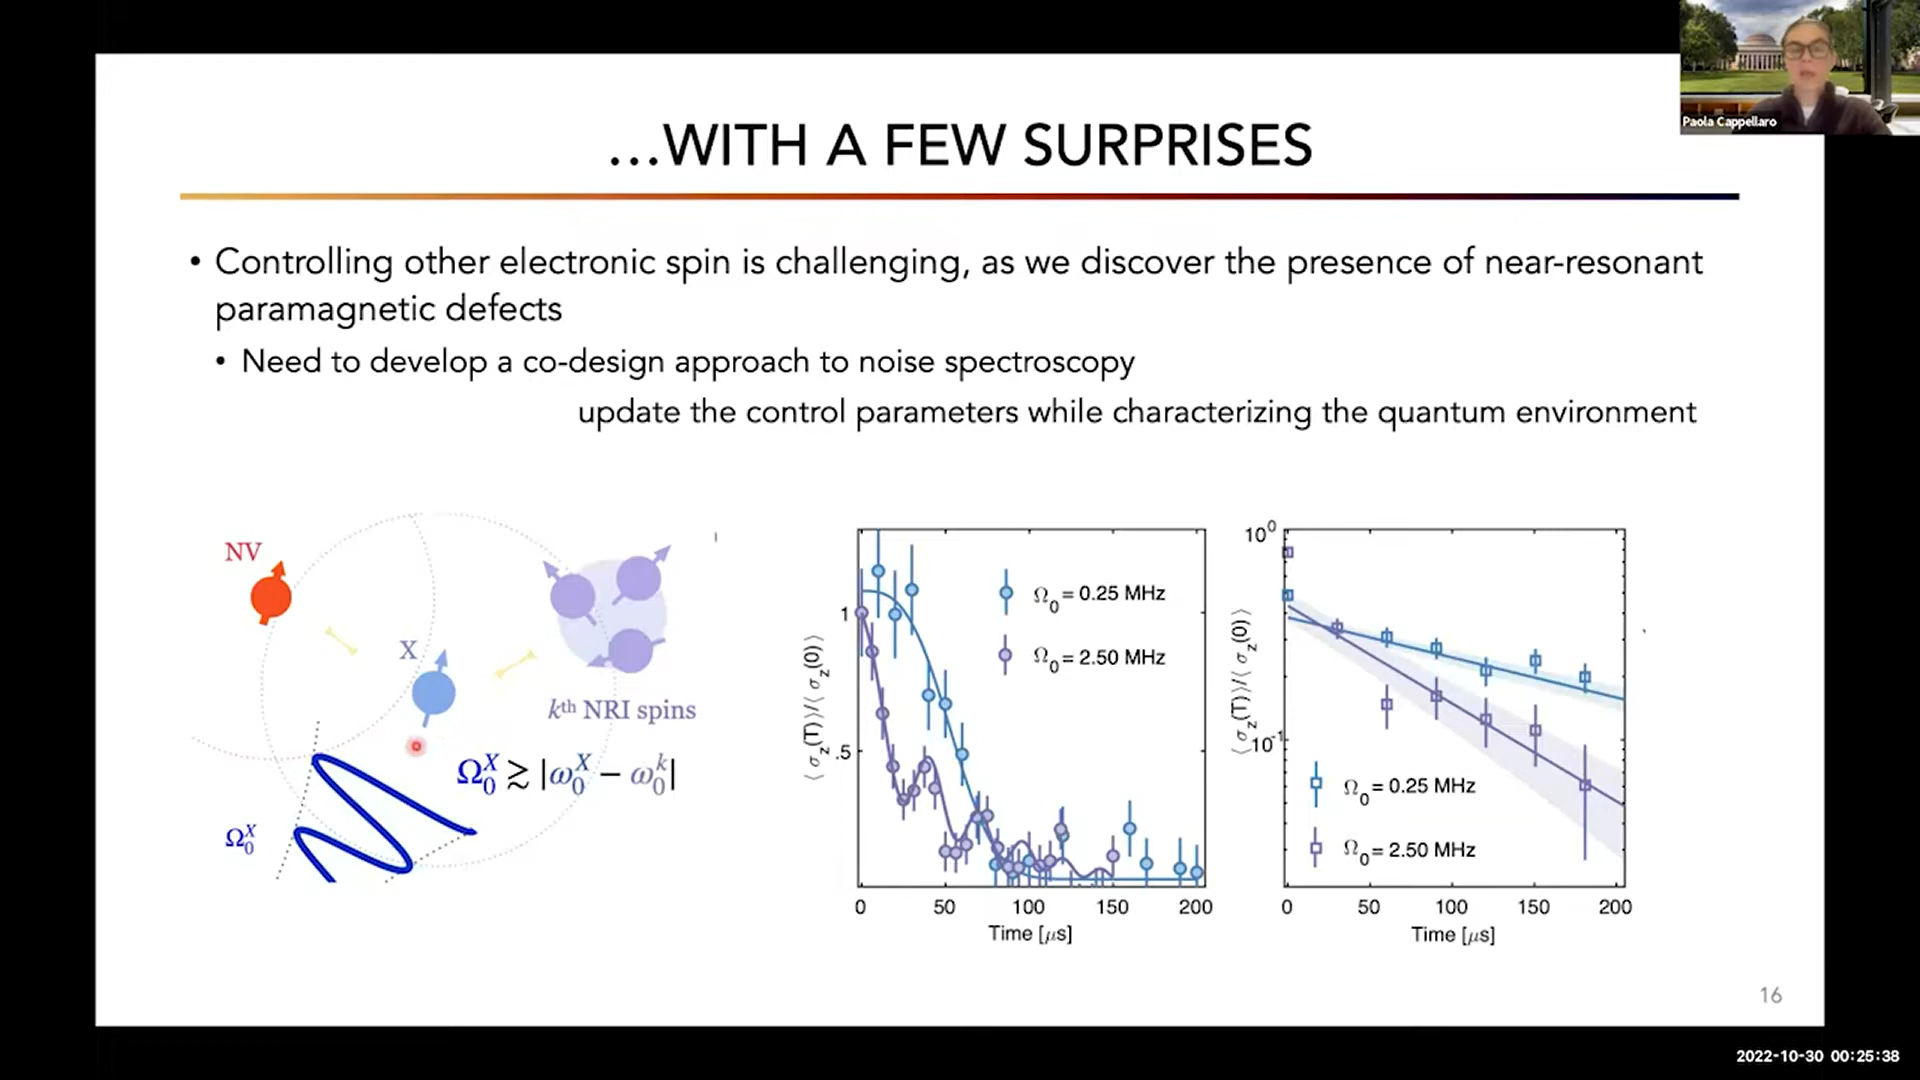 Paola Cappellaro
...WITH A FEW SURPRISES
• Controlling other electronic spin is challenging, as we discover the presence of near-resonant
paramagnetic defects
• Need to develop a co-design approach to noise spectroscopy
update the control parameters while characterizing the quantum environment
NV
X
kth NRI spins
Ω₀ˣ ≳ |ω₀ˣ − ω₀ᵏ|
Ω₀ˣ
⟨σz(T)⟩/⟨σz(0)⟩
1
.5
Ω₀ = 0.25 MHz
Ω₀ = 2.50 MHz
0 50 100 150 200
Time [μs]
⟨σz(T)⟩/⟨σz(0)⟩
10⁰
10⁻¹
Ω₀ = 0.25 MHz
Ω₀ = 2.50 MHz
0 50 100 150 200
Time [μs]
16
2022-10-30 00:25:38